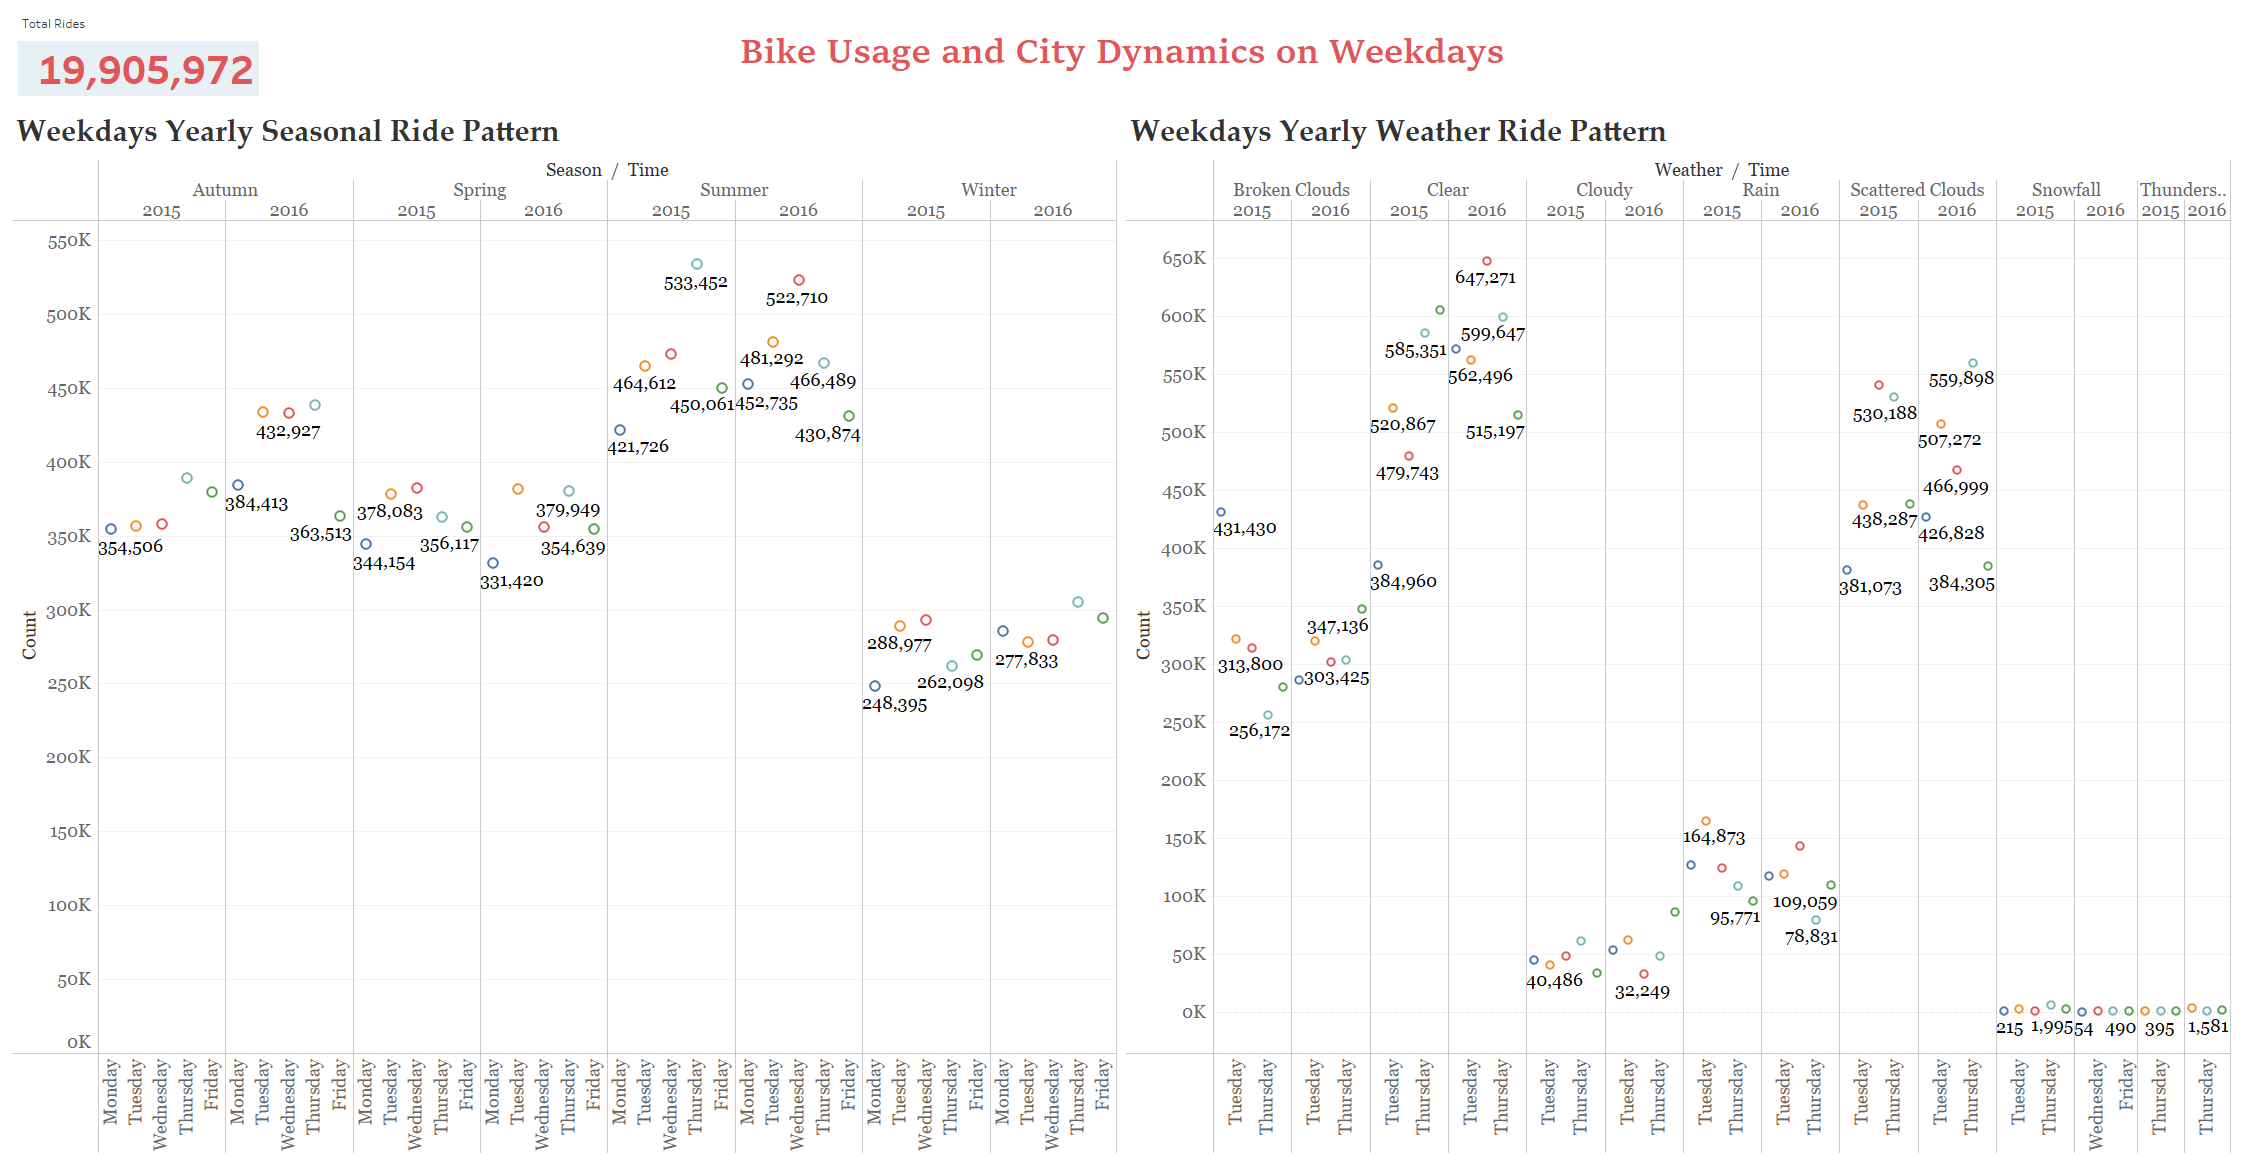 Total Rides
19,905,972
Bike Usage and City Dynamics on Weekdays
Weekdays Yearly Seasonal Ride Pattern
Season / Time
Autumn Spring Summer Winter
2015 2016 2015 2016 2015 2016 2015 2016
Count
550K
500K
450K
400K
350K
300K
250K
200K
150K
100K
50K
0K
354,506
384,413
432,927
363,513
378,083
344,154
356,117
331,420
379,949
354,639
421,726
464,612
533,452
450,061
452,735
481,292
522,710
466,489
430,874
248,395
288,977
262,098
277,833
Monday Tuesday Wednesday Thursday Friday Monday Tuesday Wednesday Thursday Friday Monday Tuesday Wednesday Thursday Friday Monday Tuesday Wednesday Thursday Friday Monday Tuesday Wednesday Thursday Friday Monday Tuesday Wednesday Thursday Friday Monday Tuesday Wednesday Thursday Friday Monday Tuesday Wednesday Thursday Friday
Weekdays Yearly Weather Ride Pattern
Weather / Time
Broken Clouds Clear Cloudy Rain Scattered Clouds Snowfall Thunders..
2015 2016 2015 2016 2015 2016 2015 2016 2015 2016 2015 2016 2015 2016
Count
650K
600K
550K
500K
450K
400K
350K
300K
250K
200K
150K
100K
50K
0K
431,430
313,800
256,172
347,136
303,425
384,960
520,867
479,743
585,351
562,496
647,271
599,647
515,197
40,486
32,249
164,873
95,771
109,059
78,831
381,073
438,287
530,188
426,828
507,272
466,999
559,898
384,305
215
1,995
54
490
395
1,581
Tuesday Thursday Tuesday Thursday Tuesday Thursday Tuesday Thursday Tuesday Thursday Tuesday Thursday Tuesday Thursday Tuesday Thursday Tuesday Thursday Tuesday Thursday Tuesday Thursday Wednesday Friday Thursday Thursday